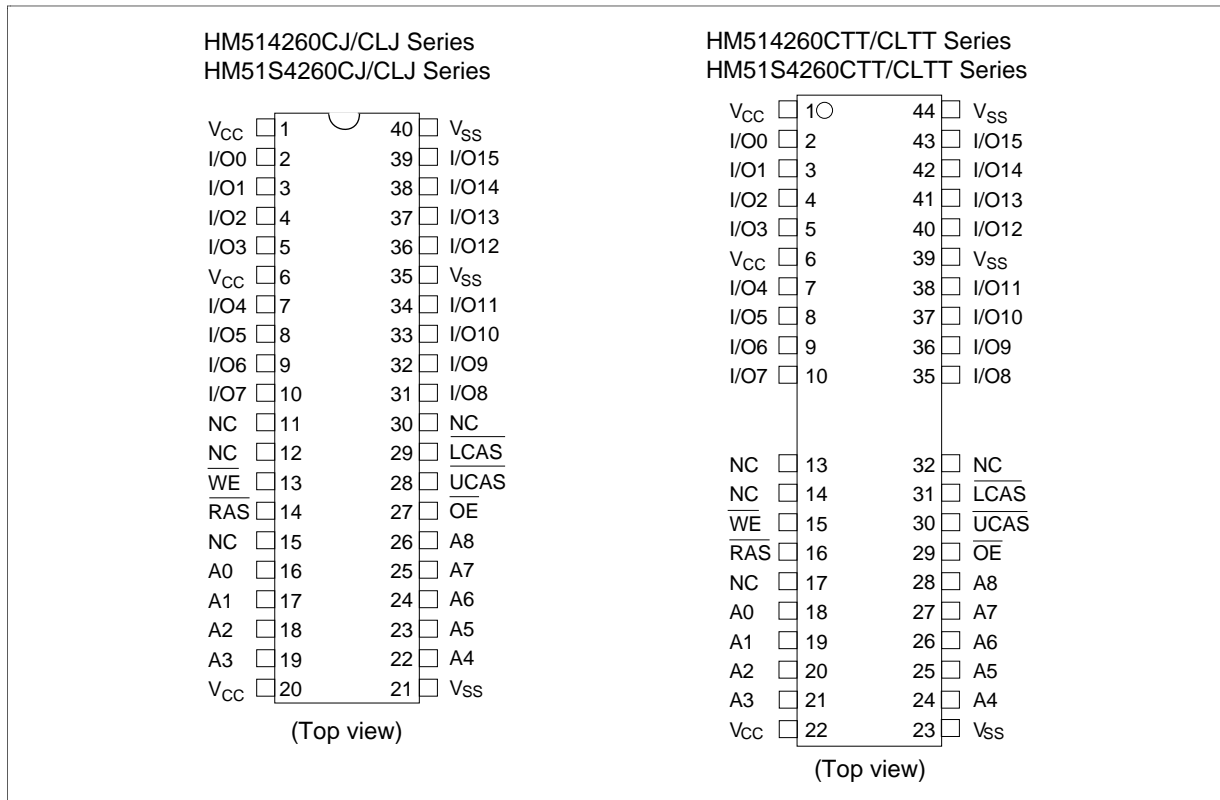 HM514260CJ/CLJ Series
HM51S4260CJ/CLJ Series
VCC 1 40 VSS
I/O0 2 39 I/O15
I/O1 3 38 I/O14
I/O2 4 37 I/O13
I/O3 5 36 I/O12
VCC 6 35 VSS
I/O4 7 34 I/O11
I/O5 8 33 I/O10
I/O6 9 32 I/O9
I/O7 10 31 I/O8
NC 11 30 NC
NC 12 29 LCAS
WE 13 28 UCAS
RAS 14 27 OE
NC 15 26 A8
A0 16 25 A7
A1 17 24 A6
A2 18 23 A5
A3 19 22 A4
VCC 20 21 VSS
(Top view)
HM514260CTT/CLTT Series
HM51S4260CTT/CLTT Series
VCC 1 44 VSS
I/O0 2 43 I/O15
I/O1 3 42 I/O14
I/O2 4 41 I/O13
I/O3 5 40 I/O12
VCC 6 39 VSS
I/O4 7 38 I/O11
I/O5 8 37 I/O10
I/O6 9 36 I/O9
I/O7 10 35 I/O8
NC 13 32 NC
NC 14 31 LCAS
WE 15 30 UCAS
RAS 16 29 OE
NC 17 28 A8
A0 18 27 A7
A1 19 26 A6
A2 20 25 A5
A3 21 24 A4
VCC 22 23 VSS
(Top view)